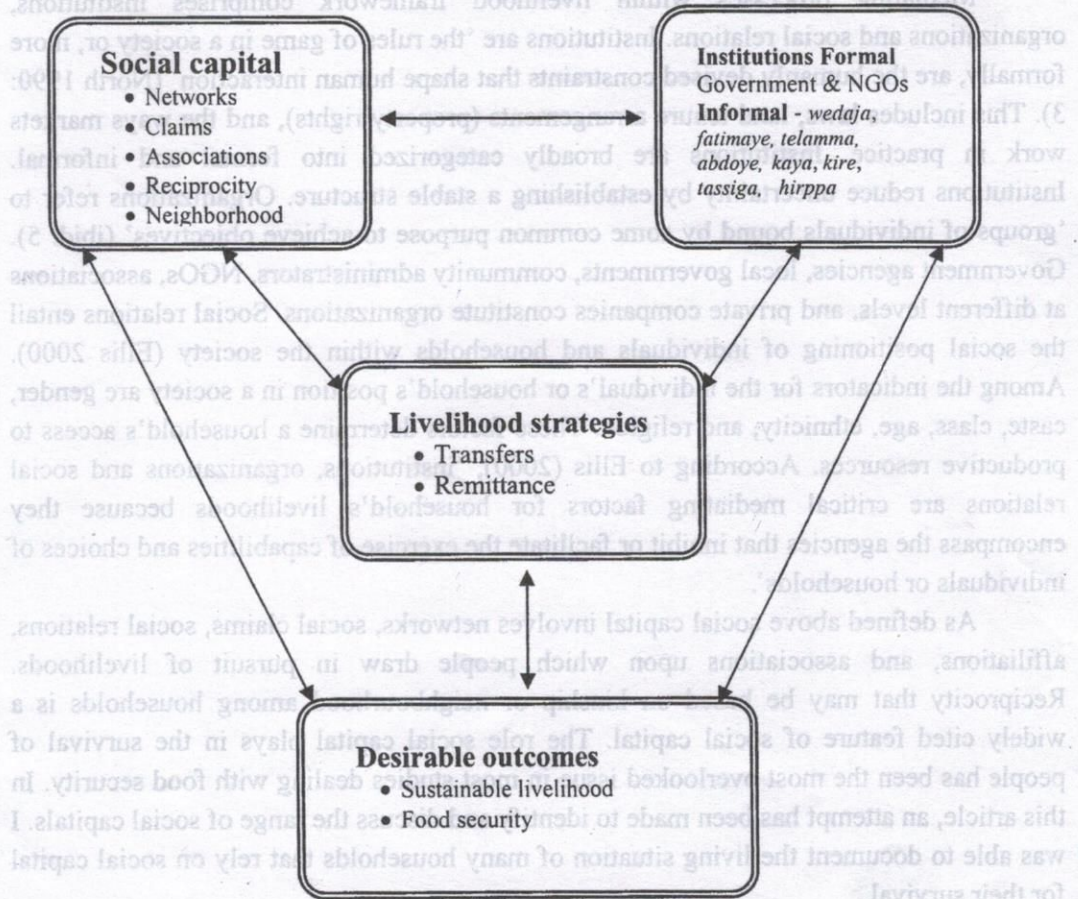 Social capital
• Networks
• Claims
• Associations
• Reciprocity
• Neighborhood
Institutions Formal
Government & NGOs
Informal - wedaja,
fatimaye, telamma,
abdoye, kaya, kire,
tassiga, hirppa
Livelihood strategies
• Transfers
• Remittance
Desirable outcomes
• Sustainable livelihood
• Food security
organizations and social relations. Institutions are 'the rules of game in a society or, more
formally, are the humanly devised constraints that shape human interaction' (North 1990:
3). This includes laws, land tenure arrangements (property rights), and the ways markets
work in practice. Institutions are broadly categorized into formal and informal.
Institutions reduce uncertainty by establishing a stable structure. Organizations refer to
'groups of individuals bound by some common purpose to achieve objectives' (ibid: 5).
Government agencies, local governments, community administrators, NGOs, associations
at different levels, and private companies constitute organizations. Social relations entail
the social positioning of individuals and households within the society (Ellis 2000).
Among the indicators for the individual's or household's position in a society are gender,
caste, class, age, ethnicity, and religion. determine a household's access to
productive resources. According to Ellis (2000), 'institutions, organizations and social
relations are critical mediating factors for household's livelihoods because they
encompass the agencies that inhibit or facilitate the exercise of capabilities and choices of
individuals or households'.
As defined above social capital involves networks, social claims, social relations,
affiliations, and associations upon which people draw in pursuit of livelihoods.
Reciprocity that may be based on kinship or neighbourhood among households is a
widely cited feature of social capital. The role social capital plays in the survival of
people has been the most overlooked issue in most studies dealing with food security. In
this article, an attempt has been made to identify and discuss the range of social capitals. I
was able to document the living situation of many households that rely on social capital
for their survival.